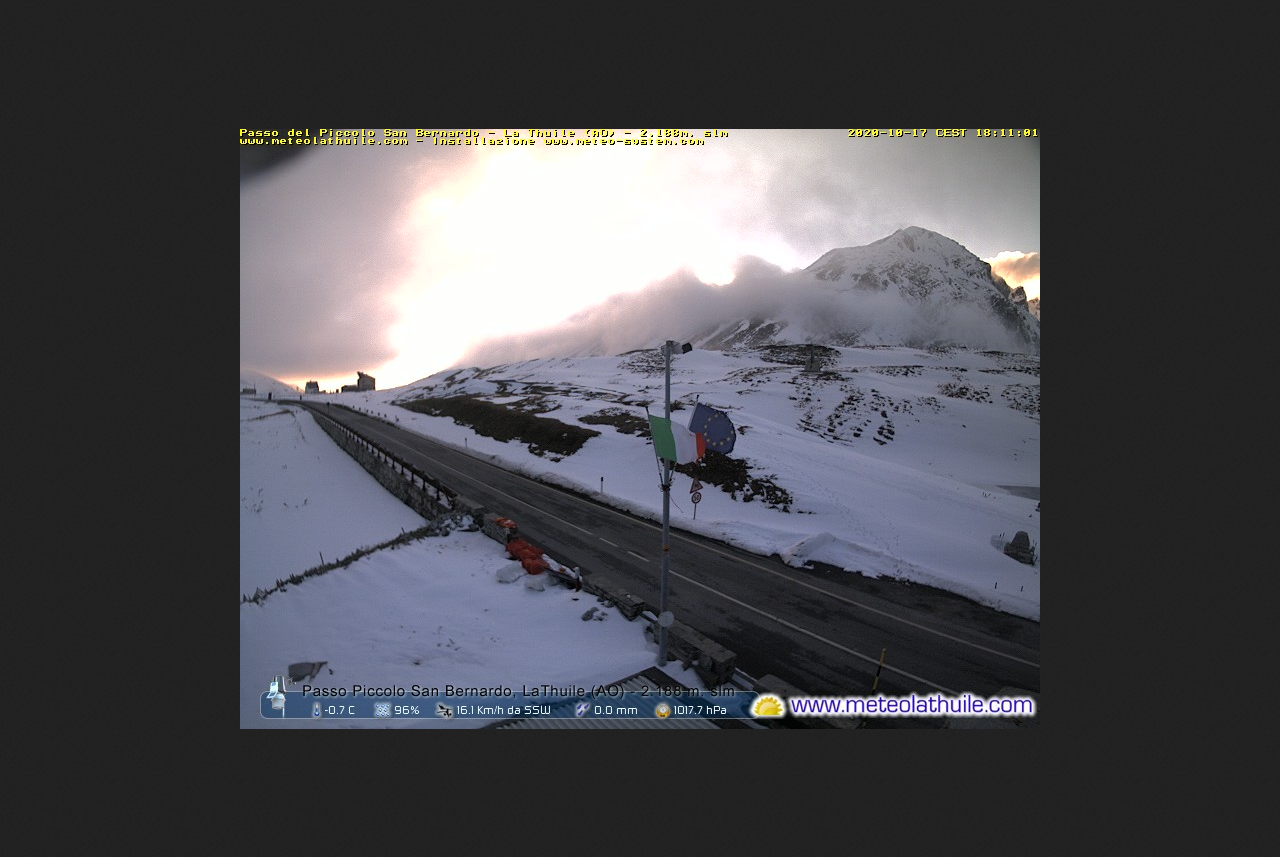 Passo del Piccolo San Bernardo - La Thuile (AO) - 2.188m. slm
2020-10-17 CEST 18:11:01
www.meteolathuile.com - Installazione www.meteo-system.com
Passo Piccolo San Bernardo, LaThuile (AO) - 2.188 m. slm
-0.7 C 96% 16.1 Km/h da SSW 0.0 mm 1017.7 hPa
www.meteolathuile.com